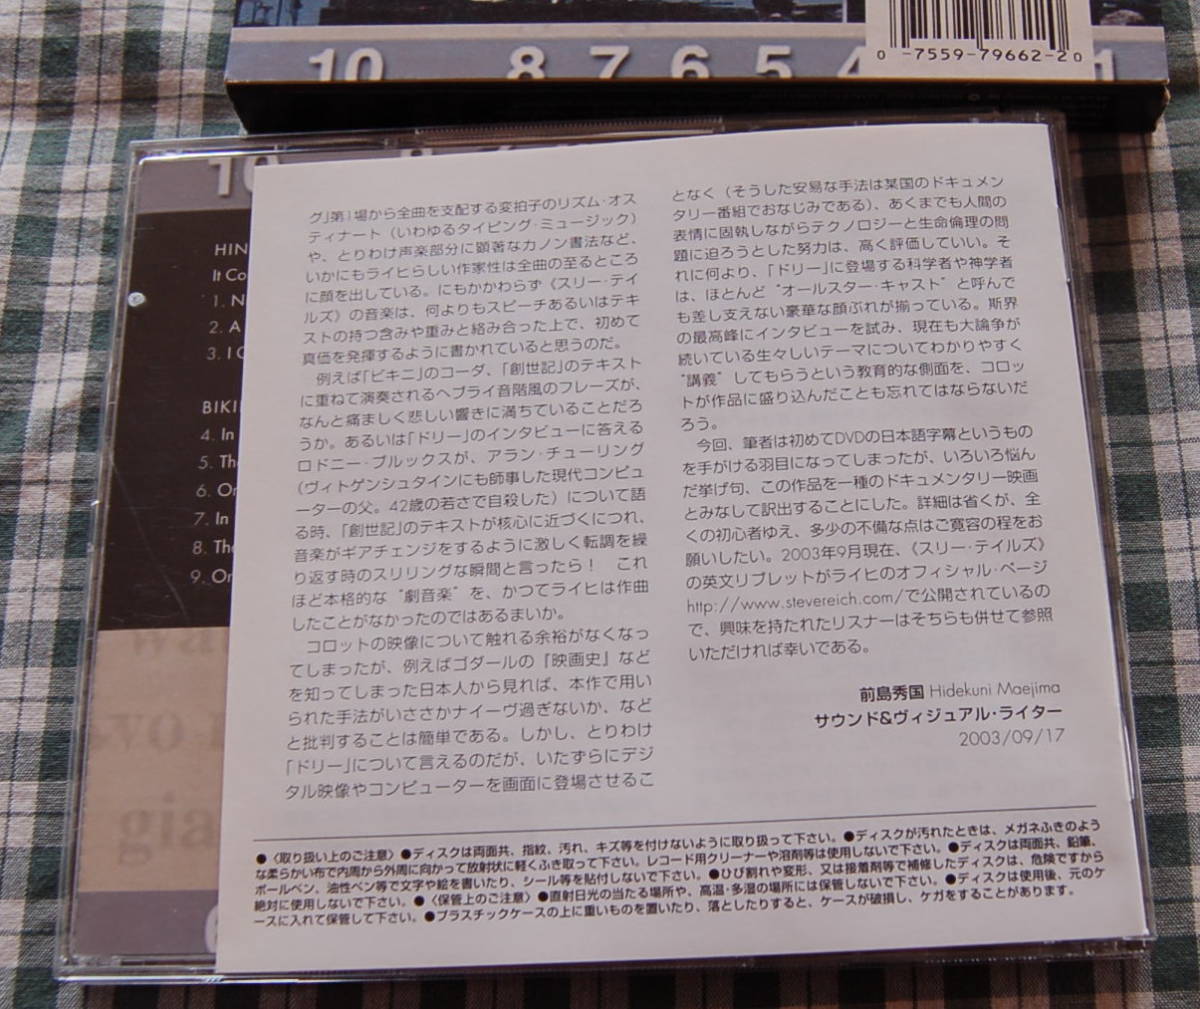 10 8 7 6 5 4 1
0 -7559-79662-2 0
10
HIN
It Co
1. N
2. A
3. I C
BIKI
4. In
5. The
6. On
7. In
8. The
9. On
gia
グ」第1場から全曲を支配する変拍子のリズム・オス
ティナート（いわゆるタイピング・ミュージック）
や、とりわけ声楽部分に顕著なカノン書法など、
いかにもライヒらしい作家性は全曲の至るところ
に顔を出している。にもかかわらず《スリー・テイ
ルズ》の音楽は、何よりもスピーチあるいはテキ
ストの持つ含みや重みと絡み合った上で、初めて
真価を発揮するように書かれていると思うのだ。
例えば「ビキニ」のコーダ、「創世記」のテキスト
に重ねて演奏されるヘブライ音階風のフレーズが、
なんと痛ましく悲しい響きに満ちていることだろ
うか。あるいは「ドリー」のインタビューに答える
ロドニー・ブルックスが、アラン・チューリング
（ヴィトゲンシュタインにも師事した現代コンピュ
ーターの父。42歳の若さで自殺した）について語
る時、「創世記」のテキストが核心に近づくにつれ、
音楽がギアチェンジをするように激しく転調を繰
り返す時のスリリングな瞬間と言ったら！ これ
ほど本格的な“劇音楽”を、かつてライヒは作曲
したことがなかったのではあるまいか。
コロットの映像について触れる余裕がなくなっ
てしまったが、例えばゴダールの『映画史』など
を知ってしまった日本人から見れば、本作で用い
られた手法がいささかナイーヴ過ぎないか、など
と批判することは簡単である。しかし、とりわけ
「ドリー」について言えるのだが、いたずらにデジ
タル映像やコンピューターを画面に登場させるこ
となく（そうした安易な手法は某国のドキュメン
タリー番組でおなじみである）、あくまでも人間の
表情に固執しながらテクノロジーと生命倫理の問
題に迫ろうとした努力は、高く評価していい。そ
れに何より、「ドリー」に登場する科学者や神学者
は、ほとんど“オールスター・キャスト”と呼んで
も差し支えない豪華な顔ぶれが揃っている。斯界
の最高峰にインタビューを試み、現在も大論争が
続いている生々しいテーマについてわかりやすく
“講義”してもらうという教育的な側面を、コロッ
トが作品に盛り込んだことも忘れてはならないだ
ろう。
今回、筆者は初めてDVDの日本語字幕というもの
を手がける羽目になってしまったが、いろいろ悩ん
だ挙げ句、この作品を一種のドキュメンタリー映画
とみなして訳出することにした。詳細は省くが、全
くの初心者ゆえ、多少の不備な点はご寛容の程をお
願いしたい。2003年9月現在、《スリー・テイルズ》
の英文リブレットがライヒのオフィシャル・ページ
http://www.stevereich.com/で公開されているの
で、興味を持たれたリスナーはそちらも併せて参照
いただければ幸いである。
前島秀国 Hidekuni Maejima
サウンド&ヴィジュアル・ライター
2003/09/17
●〈取り扱い上のご注意〉●ディスクは両面共、指紋、汚れ、キズ等を付けないように取り扱って下さい。●ディスクが汚れたときは、メガネふきのよう
な柔らかい布で内周から外周に向かって放射状に軽くふき取って下さい。レコード用クリーナーや溶剤等は使用しないで下さい。●ディスクは両面共、鉛筆、
ボールペン、油性ペン等で文字や絵を書いたり、シール等を貼付しないで下さい。●ひび割れや変形、又は接着剤等で補修したディスクは、危険ですから
絶対に使用しないで下さい。●〈保管上のご注意〉●直射日光の当たる場所や、高温・多湿の場所には保管しないで下さい。●ディスクは使用後、元のケ
ースに入れて保管して下さい。●プラスチックケースの上に重いものを置いたり、落としたりすると、ケースが破損し、ケガをすることがあります。